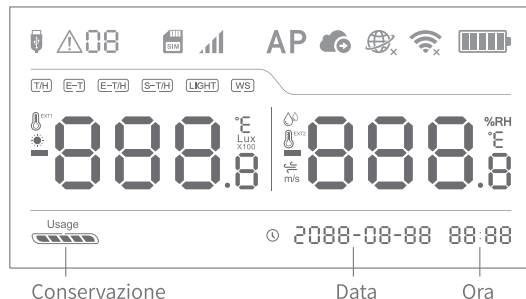 08 SIM AP
T/H E-T E-T/H S-T/H LIGHT WS
EXT1 -888.8 °E Lux X100 EXT2 m/s -888.8 %RH °E
Usage
2088-08-88 88:88
Conservazione Data Ora